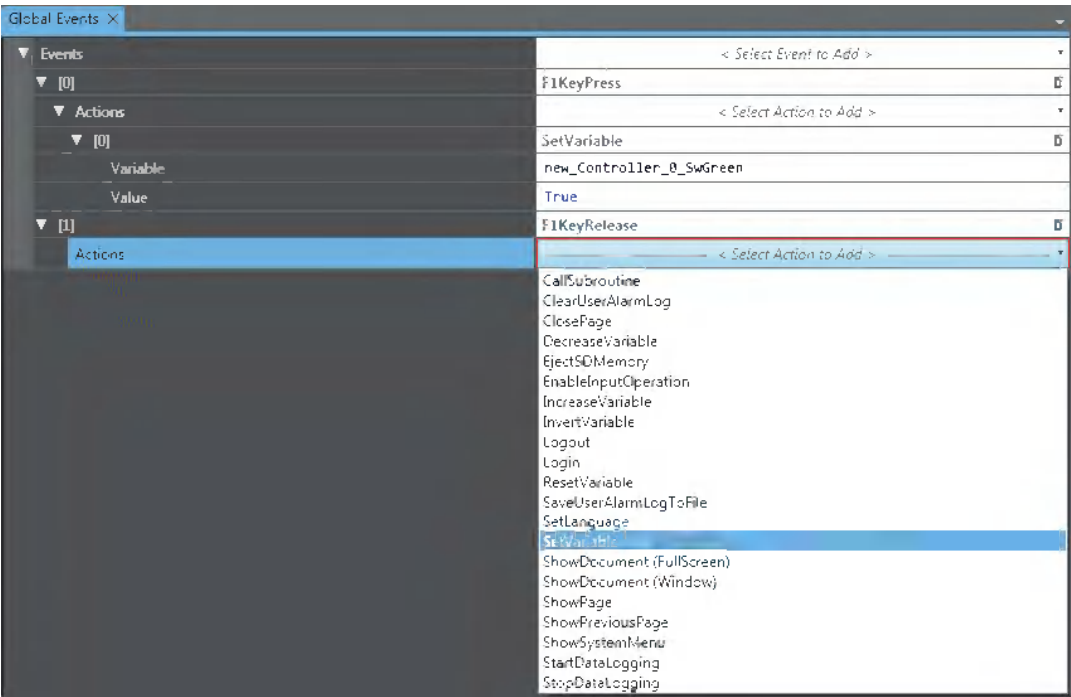 Global Events ×
Events < Select Event to Add >
[0] F1KeyPress
Actions < Select Action to Add >
[0] SetVariable
Variable new_Controller_0_SwGreen
Value True
[1] F1KeyRelease
Actions < Select Action to Add >
CallSubroutine
ClearUserAlarmLog
ClosePage
DecreaseVariable
EjectSDMemory
EnableInputOperation
IncreaseVariable
InvertVariable
Logout
Login
ResetVariable
SaveUserAlarmLogToFile
SetLanguage
SetVariable
ShowDocument (FullScreen)
ShowDocument (Window)
ShowPage
ShowPreviousPage
ShowSystemMenu
StartDataLogging
StopDataLogging